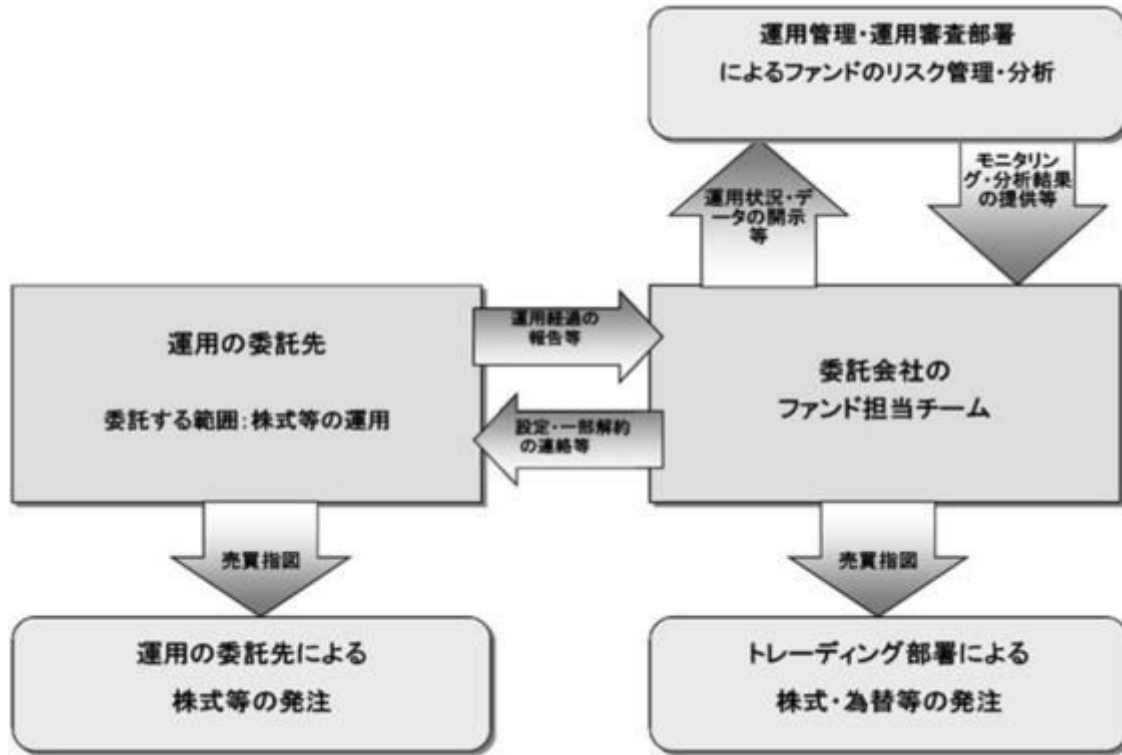 運用管理・運用審査部署
によるファンドのリスク管理・分析
運用状況・デ
ータの開示
等
モニタリン
グ・分析結果
の提供等
運用の委託先
委託する範囲：株式等の運用
運用経過の
報告等
設定・一部解約
の連絡等
委託会社の
ファンド担当チーム
売買指図
売買指図
運用の委託先による
株式等の発注
トレーディング部署による
株式・為替等の発注